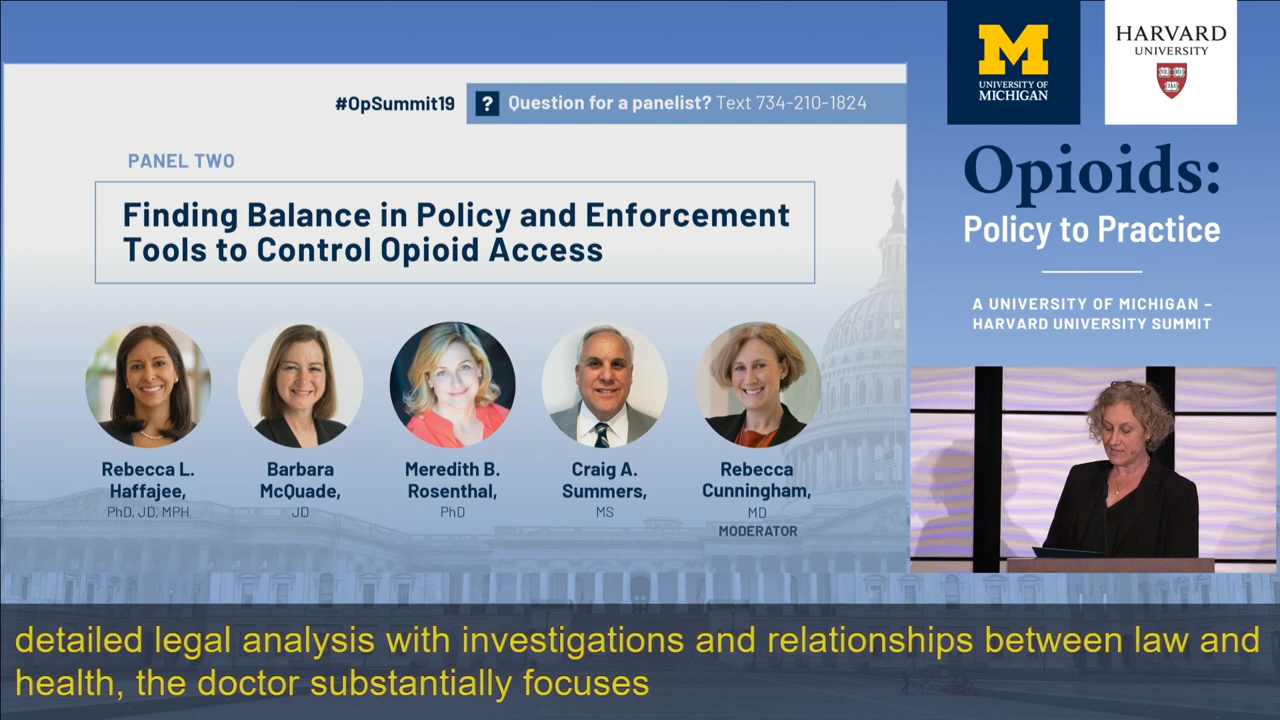 #OpSummit19
? Question for a panelist? Text 734-210-1824
PANEL TWO
Finding Balance in Policy and Enforcement
Tools to Control Opioid Access
Rebecca L.
Haffajee,
PhD, JD, MPH
Barbara
McQuade,
JD
Meredith B.
Rosenthal,
PhD
Craig A.
Summers,
MS
Rebecca
Cunningham,
MD
MODERATOR
M
UNIVERSITY OF
MICHIGAN
HARVARD
UNIVERSITY
Opioids:
Policy to Practice
A UNIVERSITY OF MICHIGAN –
HARVARD UNIVERSITY SUMMIT
detailed legal analysis with investigations and relationships between law and
health, the doctor substantially focuses